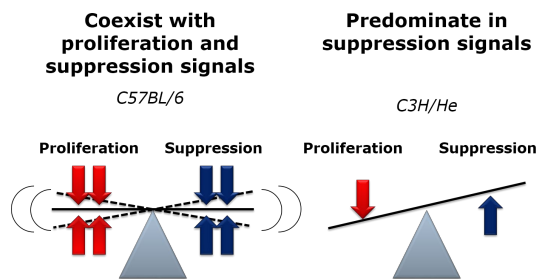 Coexist with
proliferation and
suppression signals
C57BL/6
Proliferation Suppression
Predominate in
suppression signals
C3H/He
Proliferation Suppression